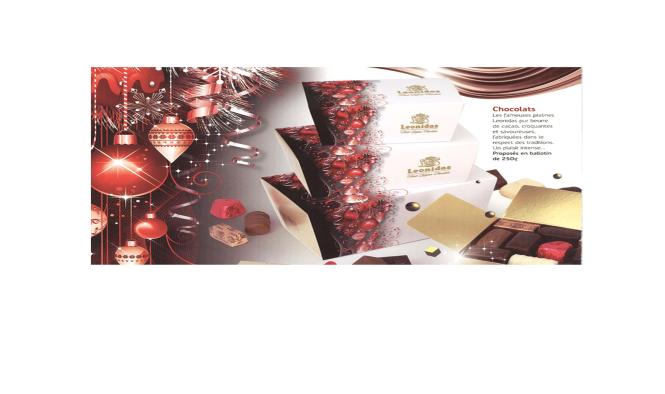 Leonidas
Leonidas
Chocolats
Les fameuses pralines
Leonidas pur beurre
de cacao, croquantes
et savoureuses,
fabriquées dans le
respect des traditions.
Un plaisir intense...
Proposés en ballotin
de 250g